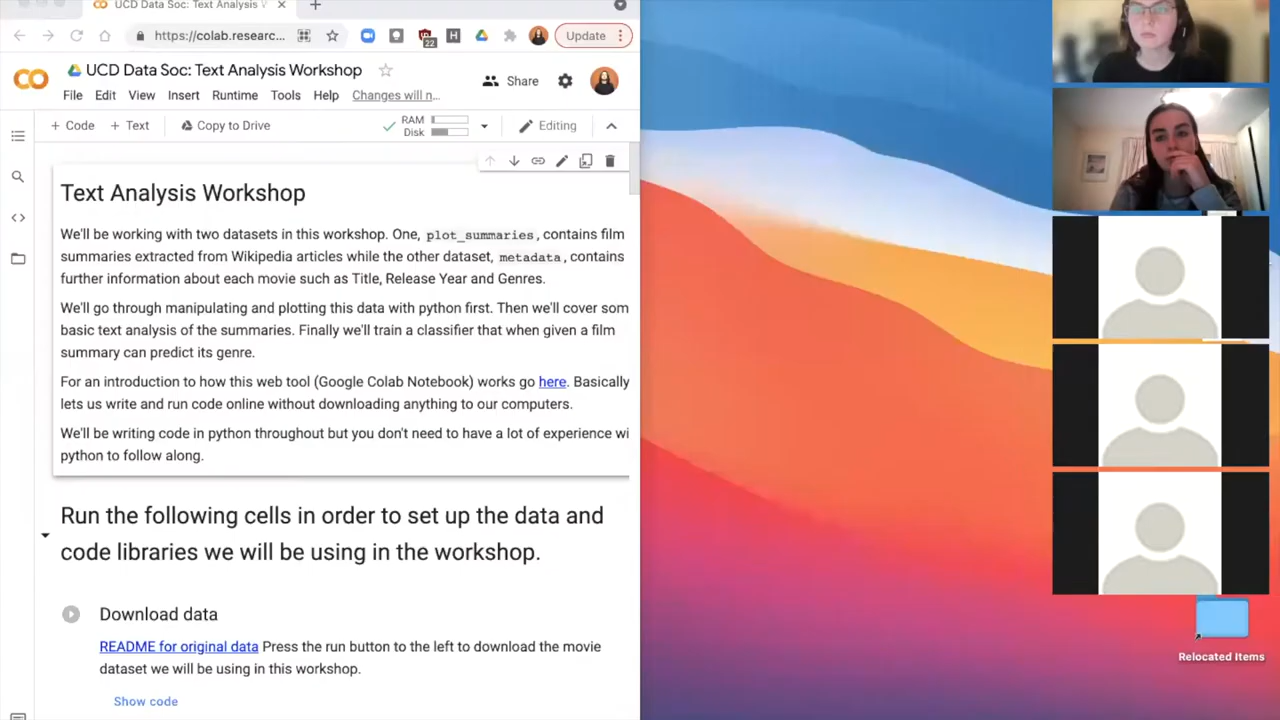 UCD Data Soc: Text Analysis W
https://colab.researc...
22
Update
UCD Data Soc: Text Analysis Workshop
File Edit View Insert Runtime Tools Help Changes will n...
Share
+ Code + Text Copy to Drive
RAM
Disk
Editing
Text Analysis Workshop
We'll be working with two datasets in this workshop. One, plot_summaries, contains film
summaries extracted from Wikipedia articles while the other dataset, metadata, contains
further information about each movie such as Title, Release Year and Genres.
We'll go through manipulating and plotting this data with python first. Then we'll cover som
basic text analysis of the summaries. Finally we'll train a classifier that when given a film
summary can predict its genre.
For an introduction to how this web tool (Google Colab Notebook) works go here. Basically
lets us write and run code online without downloading anything to our computers.
We'll be writing code in python throughout but you don't need to have a lot of experience wi
python to follow along.
Run the following cells in order to set up the data and
code libraries we will be using in the workshop.
Download data
README for original data Press the run button to the left to download the movie
dataset we will be using in this workshop.
Show code
Relocated Items